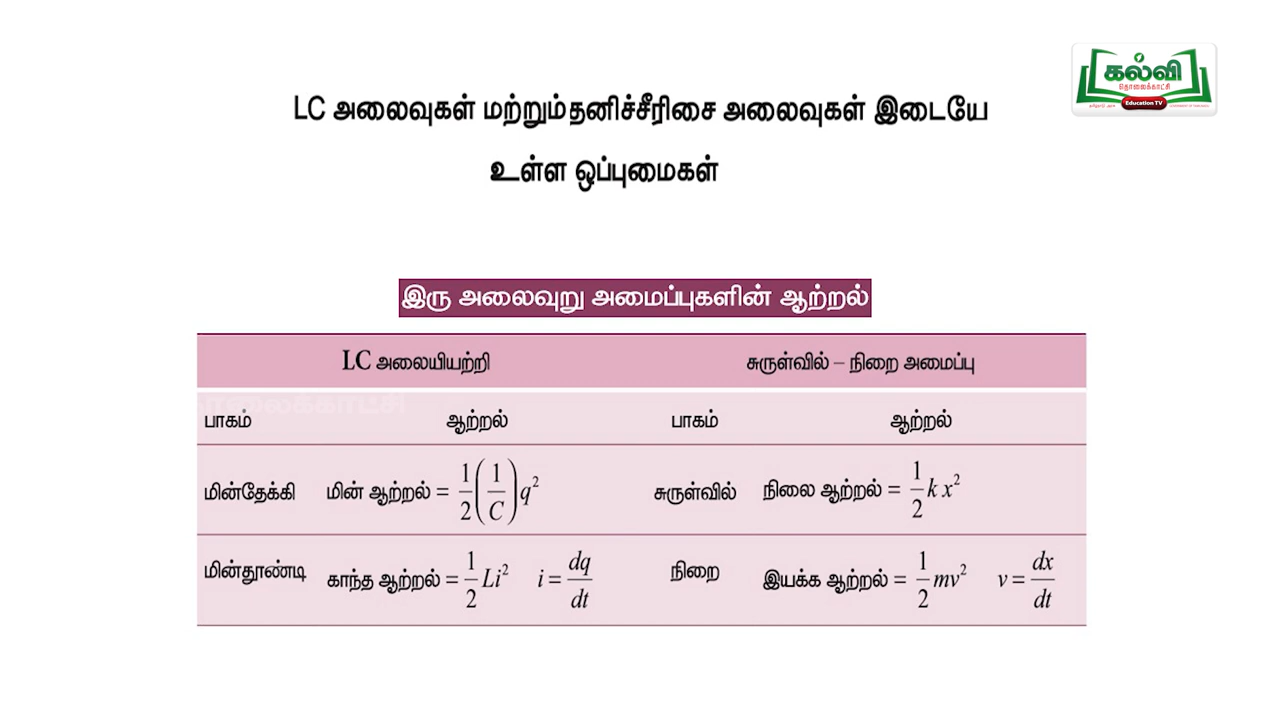 கல்வி
தொலைக்காட்சி
Education TV
LC அலைவுகள் மற்றும் தனிச்சீரிசை அலைவுகள் இடையே
உள்ள ஒப்புமைகள்
இரு அலைவுறு அமைப்புகளின் ஆற்றல்
LC அலையியற்றி சுருள்வில் – நிறை அமைப்பு
பாகம் ஆற்றல் பாகம் ஆற்றல்
மின்தேக்கி மின் ஆற்றல் = 1/2 (1/C) q² சுருள்வில் நிலை ஆற்றல் = 1/2 k x²
மின்தூண்டி காந்த ஆற்றல் = 1/2 Li² i = dq/dt நிறை இயக்க ஆற்றல் = 1/2 mv² v = dx/dt